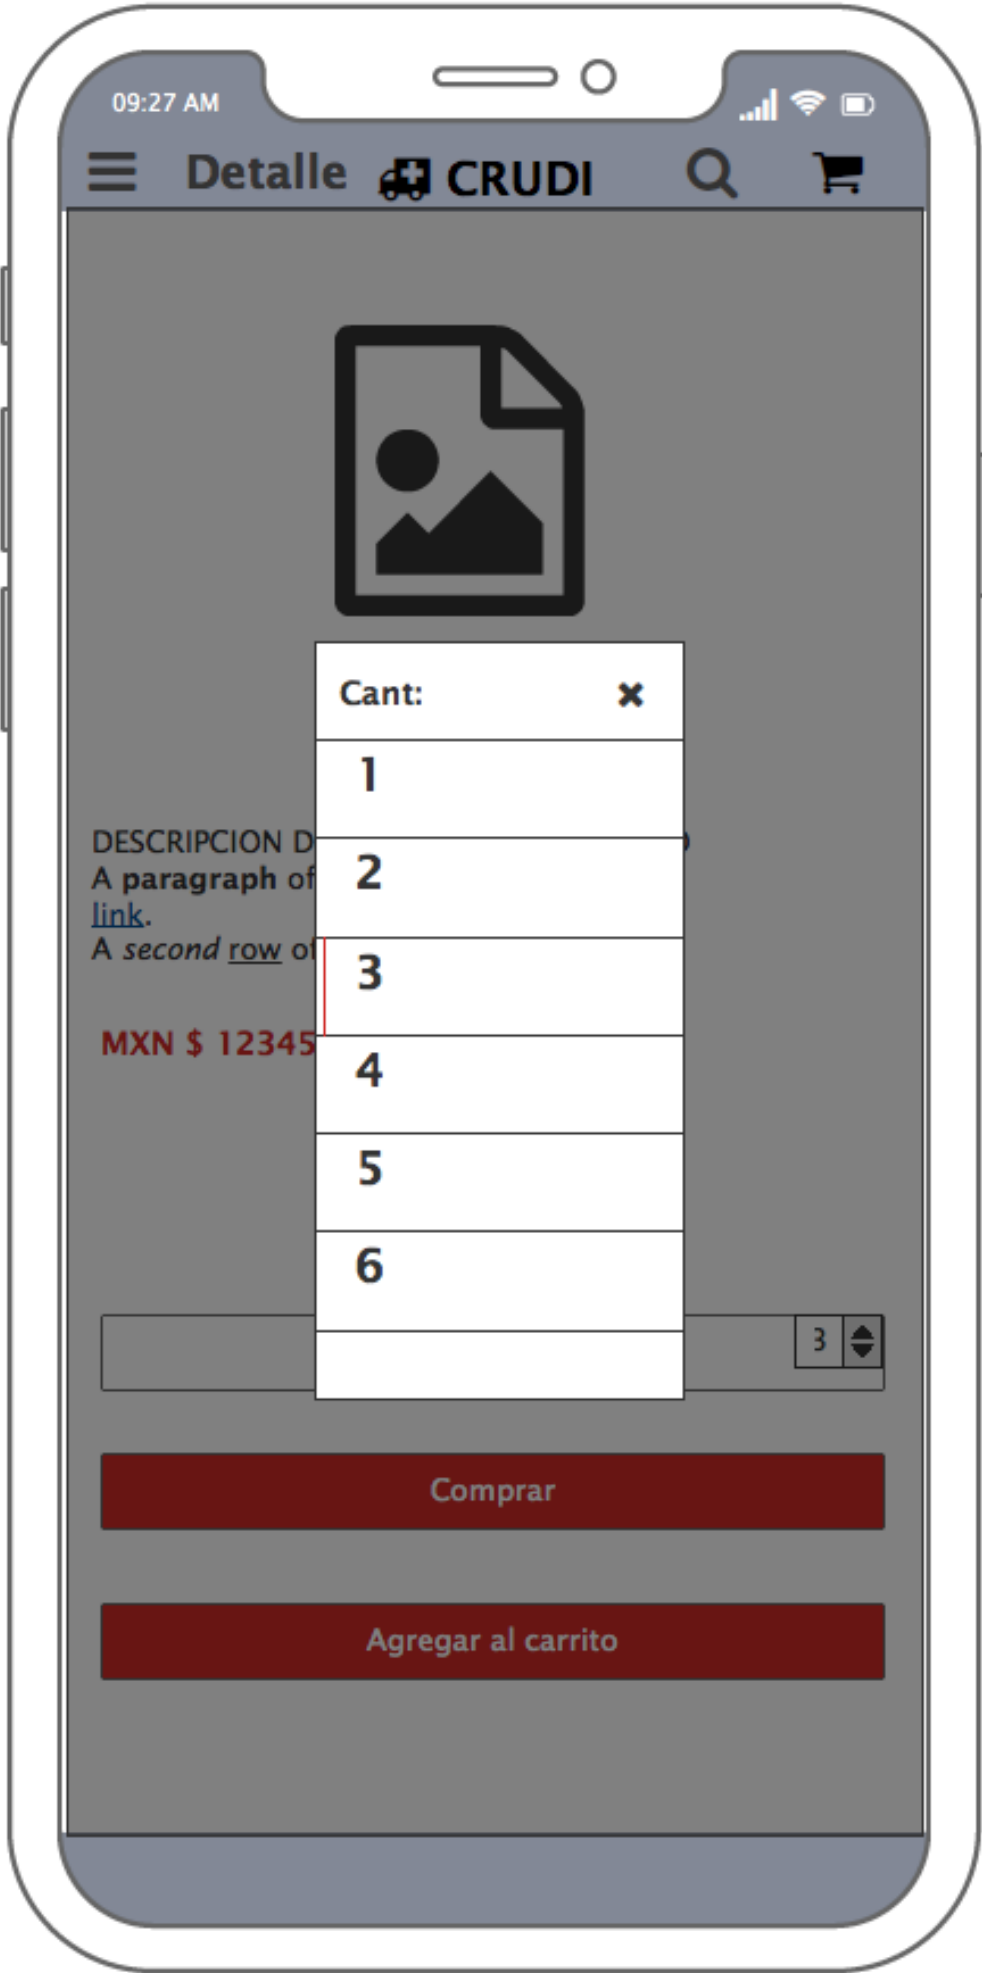 09:27 AM
Detalle CRUDI
Cant:
1
DESCRIPCION D
2
A paragraph of
link.
A second row of
3
MXN $ 12345
4
5
6
3
Comprar
Agregar al carrito